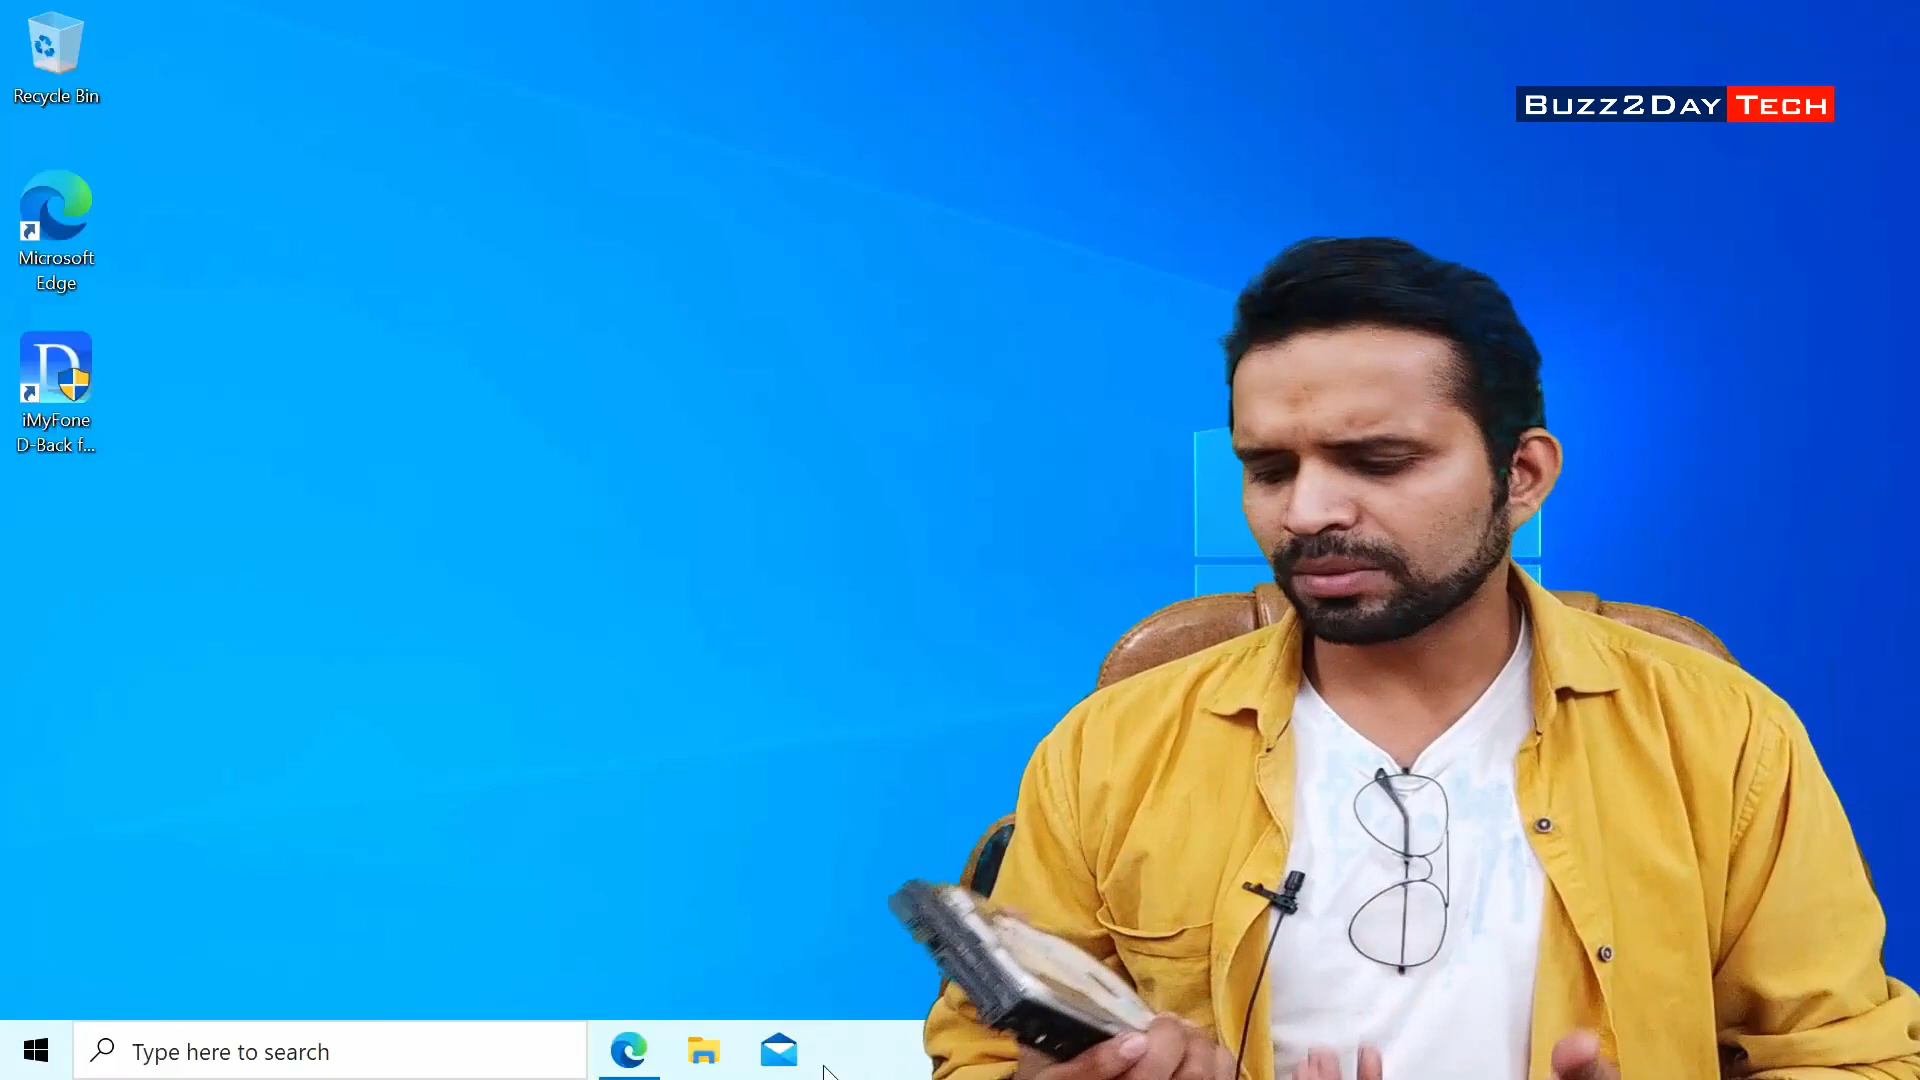 Recycle Bin
Buzz2Day Tech
Microsoft
Edge
D
iMyFone
D-Back f...
Type here to search